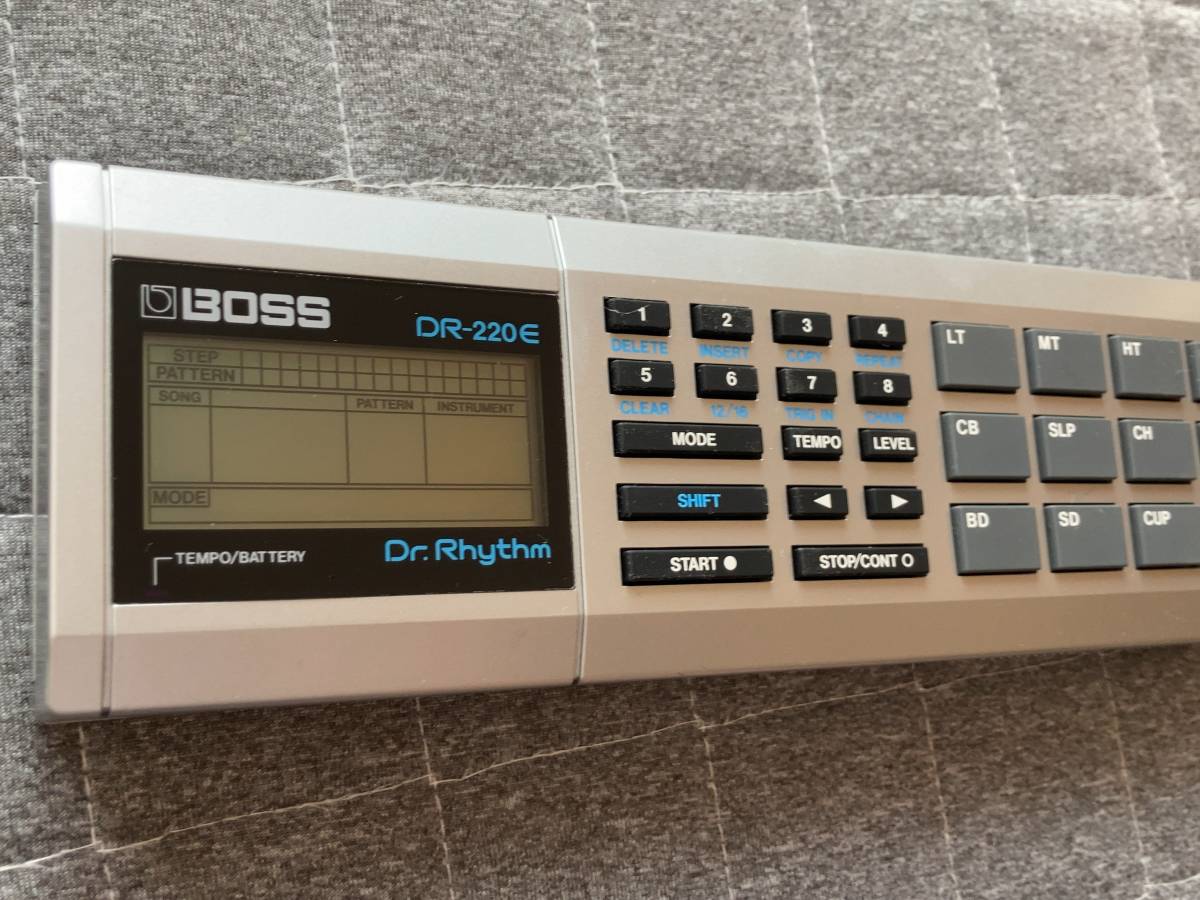 BOSS
DR-220E
STEP
PATTERN
SONG PATTERN INSTRUMENT
MODE
TEMPO/BATTERY
Dr. Rhythm
1 2 3 4
DELETE INSERT COPY REPEAT
5 6 7 8
CLEAR 12/16 TRIG IN CHAIN
MODE TEMPO LEVEL
SHIFT ◀ ▶
START ● STOP/CONT O
LT MT HT
CB SLP CH
BD SD CUP